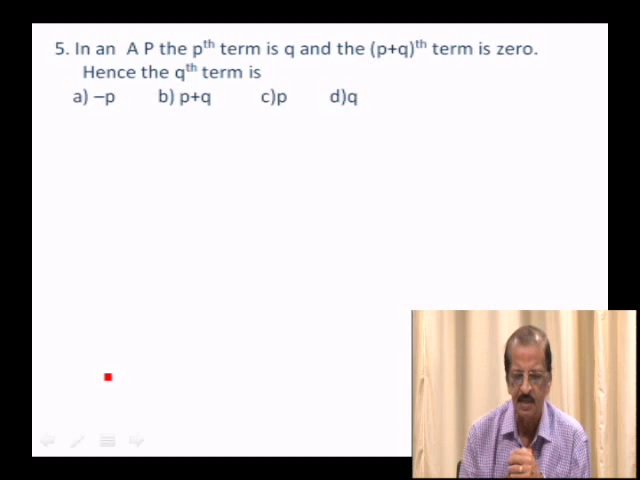 5. In an A P the pth term is q and the (p+q)th term is zero.
Hence the qth term is
a) –p b) p+q c)p d)q